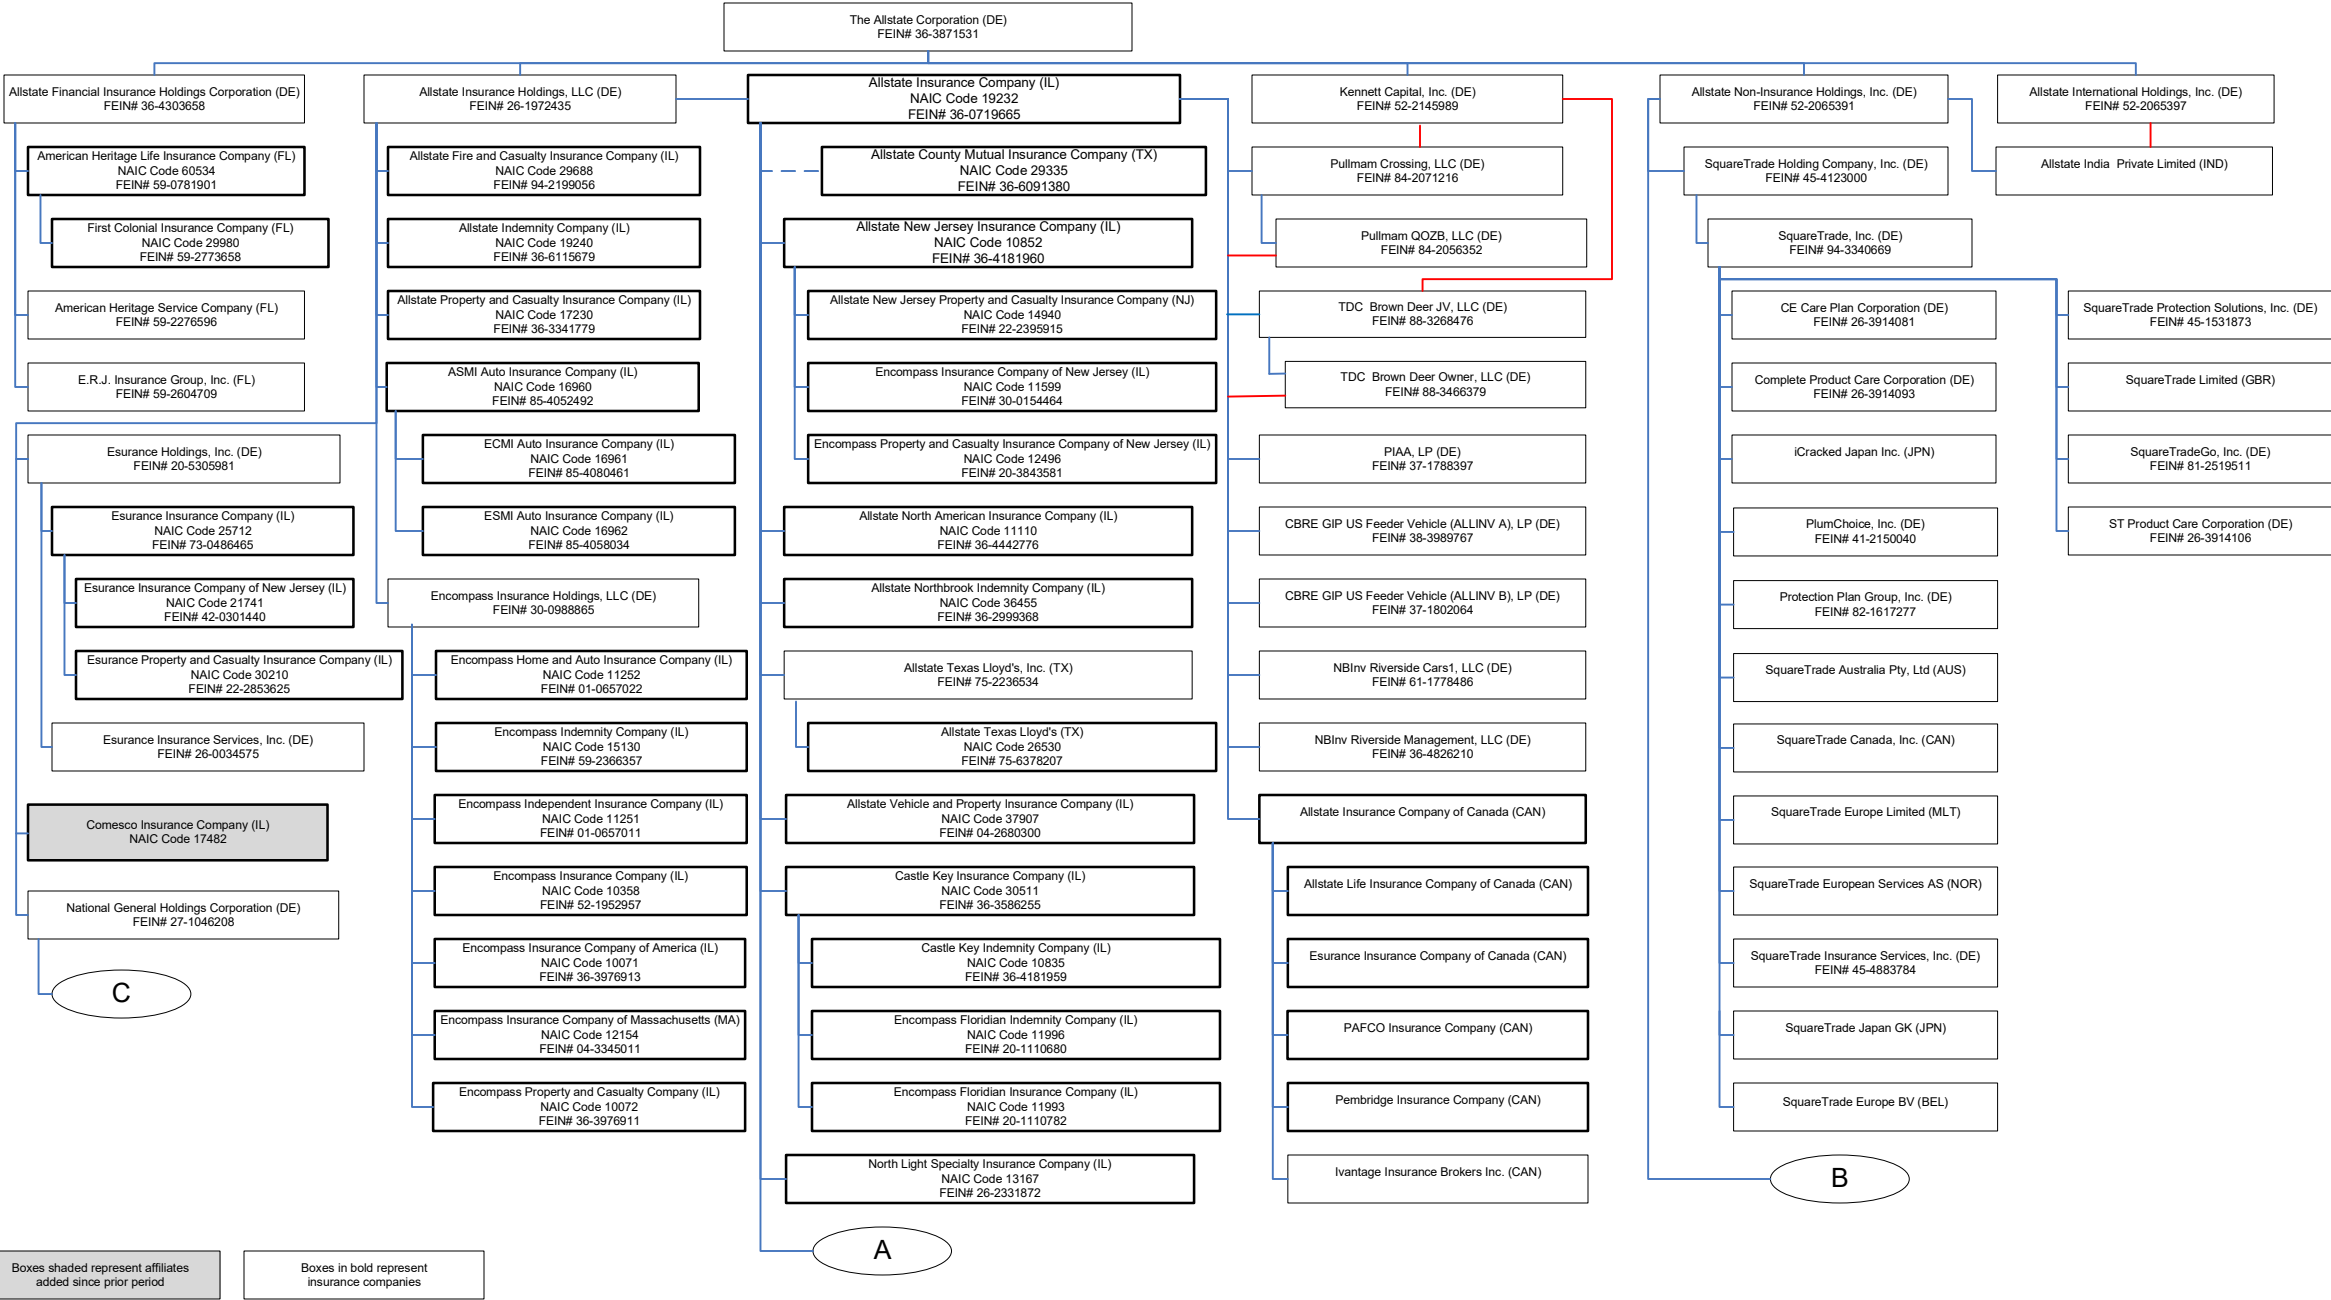 The Allstate Corporation (DE)
FEIN# 36-3871531
Allstate Financial Insurance Holdings Corporation (DE)
FEIN# 36-4303658
American Heritage Life Insurance Company (FL)
NAIC Code 60534
FEIN# 59-0781901
First Colonial Insurance Company (FL)
NAIC Code 29980
FEIN# 59-2773658
American Heritage Service Company (FL)
FEIN# 59-2276596
E.R.J. Insurance Group, Inc. (FL)
FEIN# 59-2604709
Esurance Holdings, Inc. (DE)
FEIN# 20-5305981
Esurance Insurance Company (IL)
NAIC Code 25712
FEIN# 73-0486465
Esurance Insurance Company of New Jersey (IL)
NAIC Code 21741
FEIN# 42-0301440
Esurance Property and Casualty Insurance Company (IL)
NAIC Code 30210
FEIN# 22-2853625
Esurance Insurance Services, Inc. (DE)
FEIN# 26-0034575
Comesco Insurance Company (IL)
NAIC Code 17482
National General Holdings Corporation (DE)
FEIN# 27-1046208
C
Allstate Insurance Holdings, LLC (DE)
FEIN# 26-1972435
Allstate Fire and Casualty Insurance Company (IL)
NAIC Code 29688
FEIN# 94-2199056
Allstate Indemnity Company (IL)
NAIC Code 19240
FEIN# 36-6115679
Allstate Property and Casualty Insurance Company (IL)
NAIC Code 17230
FEIN# 36-3341779
ASMI Auto Insurance Company (IL)
NAIC Code 16960
FEIN# 85-4052492
ECMI Auto Insurance Company (IL)
NAIC Code 16961
FEIN# 85-4080461
ESMI Auto Insurance Company (IL)
NAIC Code 16962
FEIN# 85-4058034
Encompass Insurance Holdings, LLC (DE)
FEIN# 30-0988865
Encompass Home and Auto Insurance Company (IL)
NAIC Code 11252
FEIN# 01-0657022
Encompass Indemnity Company (IL)
NAIC Code 15130
FEIN# 59-2366357
Encompass Independent Insurance Company (IL)
NAIC Code 11251
FEIN# 01-0657011
Encompass Insurance Company (IL)
NAIC Code 10358
FEIN# 52-1952957
Encompass Insurance Company of America (IL)
NAIC Code 10071
FEIN# 36-3976913
Encompass Insurance Company of Massachusetts (MA)
NAIC Code 12154
FEIN# 04-3345011
Encompass Property and Casualty Company (IL)
NAIC Code 10072
FEIN# 36-3976911
Allstate Insurance Company (IL)
NAIC Code 19232
FEIN# 36-0719665
Allstate County Mutual Insurance Company (TX)
NAIC Code 29335
FEIN# 36-6091380
Allstate New Jersey Insurance Company (IL)
NAIC Code 10852
FEIN# 36-4181960
Allstate New Jersey Property and Casualty Insurance Company (NJ)
NAIC Code 14940
FEIN# 22-2395915
Encompass Insurance Company of New Jersey (IL)
NAIC Code 11599
FEIN# 30-0154464
Encompass Property and Casualty Insurance Company of New Jersey (IL)
NAIC Code 12496
FEIN# 20-3843581
Allstate North American Insurance Company (IL)
NAIC Code 11110
FEIN# 36-4442776
Allstate Northbrook Indemnity Company (IL)
NAIC Code 36455
FEIN# 36-2999368
Allstate Texas Lloyd's, Inc. (TX)
FEIN# 75-2236534
Allstate Texas Lloyd's (TX)
NAIC Code 26530
FEIN# 75-6378207
Allstate Vehicle and Property Insurance Company (IL)
NAIC Code 37907
FEIN# 04-2680300
Castle Key Insurance Company (IL)
NAIC Code 30511
FEIN# 36-3586255
Castle Key Indemnity Company (IL)
NAIC Code 10835
FEIN# 36-4181959
Encompass Floridian Indemnity Company (IL)
NAIC Code 11996
FEIN# 20-1110680
Encompass Floridian Insurance Company (IL)
NAIC Code 11993
FEIN# 20-1110782
North Light Specialty Insurance Company (IL)
NAIC Code 13167
FEIN# 26-2331872
A
Kennett Capital, Inc. (DE)
FEIN# 52-2145989
Pullmam Crossing, LLC (DE)
FEIN# 84-2071216
Pullmam QOZB, LLC (DE)
FEIN# 84-2056352
TDC Brown Deer JV, LLC (DE)
FEIN# 88-3268476
TDC Brown Deer Owner, LLC (DE)
FEIN# 88-3466379
PIAA, LP (DE)
FEIN# 37-1788397
CBRE GIP US Feeder Vehicle (ALLINV A), LP (DE)
FEIN# 38-3989767
CBRE GIP US Feeder Vehicle (ALLINV B), LP (DE)
FEIN# 37-1802064
NBInv Riverside Cars1, LLC (DE)
FEIN# 61-1778486
NBInv Riverside Management, LLC (DE)
FEIN# 36-4826210
Allstate Insurance Company of Canada (CAN)
Allstate Life Insurance Company of Canada (CAN)
Esurance Insurance Company of Canada (CAN)
PAFCO Insurance Company (CAN)
Pembridge Insurance Company (CAN)
Ivantage Insurance Brokers Inc. (CAN)
Allstate Non-Insurance Holdings, Inc. (DE)
FEIN# 52-2065391
SquareTrade Holding Company, Inc. (DE)
FEIN# 45-4123000
SquareTrade, Inc. (DE)
FEIN# 94-3340669
CE Care Plan Corporation (DE)
FEIN# 26-3914081
Complete Product Care Corporation (DE)
FEIN# 26-3914093
iCracked Japan Inc. (JPN)
PlumChoice, Inc. (DE)
FEIN# 41-2150040
Protection Plan Group, Inc. (DE)
FEIN# 82-1617277
SquareTrade Australia Pty, Ltd (AUS)
SquareTrade Canada, Inc. (CAN)
SquareTrade Europe Limited (MLT)
SquareTrade European Services AS (NOR)
SquareTrade Insurance Services, Inc. (DE)
FEIN# 45-4883784
SquareTrade Japan GK (JPN)
SquareTrade Europe BV (BEL)
B
Allstate International Holdings, Inc. (DE)
FEIN# 52-2065397
Allstate India Private Limited (IND)
SquareTrade Protection Solutions, Inc. (DE)
FEIN# 45-1531873
SquareTrade Limited (GBR)
SquareTradeGo, Inc. (DE)
FEIN# 81-2519511
ST Product Care Corporation (DE)
FEIN# 26-3914106
Boxes shaded represent affiliates
added since prior period
Boxes in bold represent
insurance companies